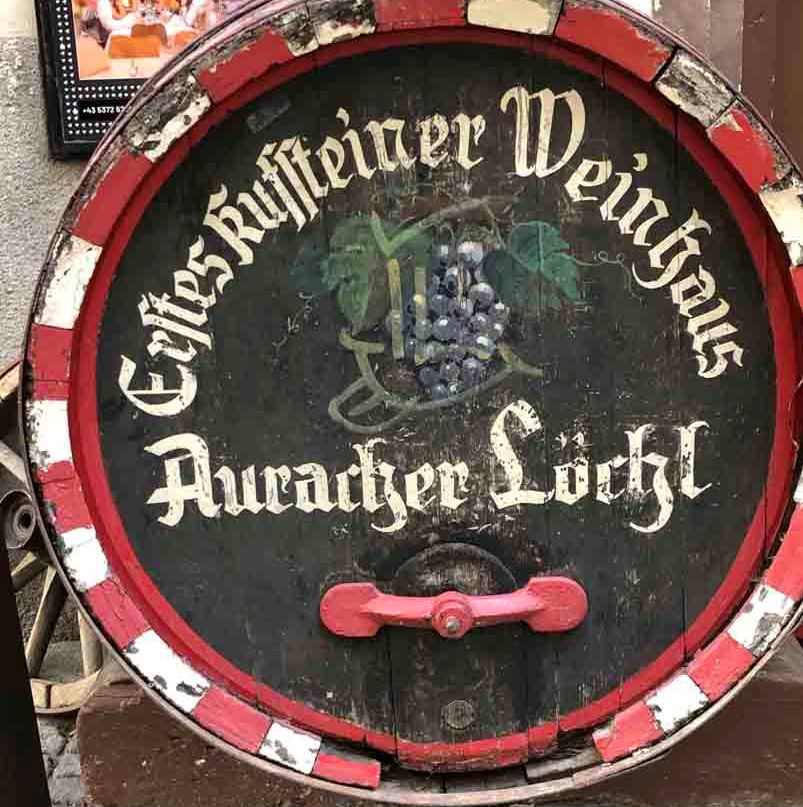 Erstes Kufsteiner Weinhaus
Auracher Löchl